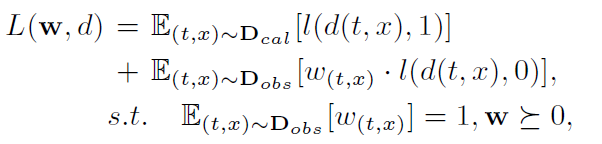 L(w, d) = 𝔼_{(t,x)∼D_{cal}}[l(d(t, x), 1)]
+ 𝔼_{(t,x)∼D_{obs}}[w_{(t,x)} · l(d(t, x), 0)],
s.t. 𝔼_{(t,x)∼D_{obs}}[w_{(t,x)}] = 1, w ⪰ 0,